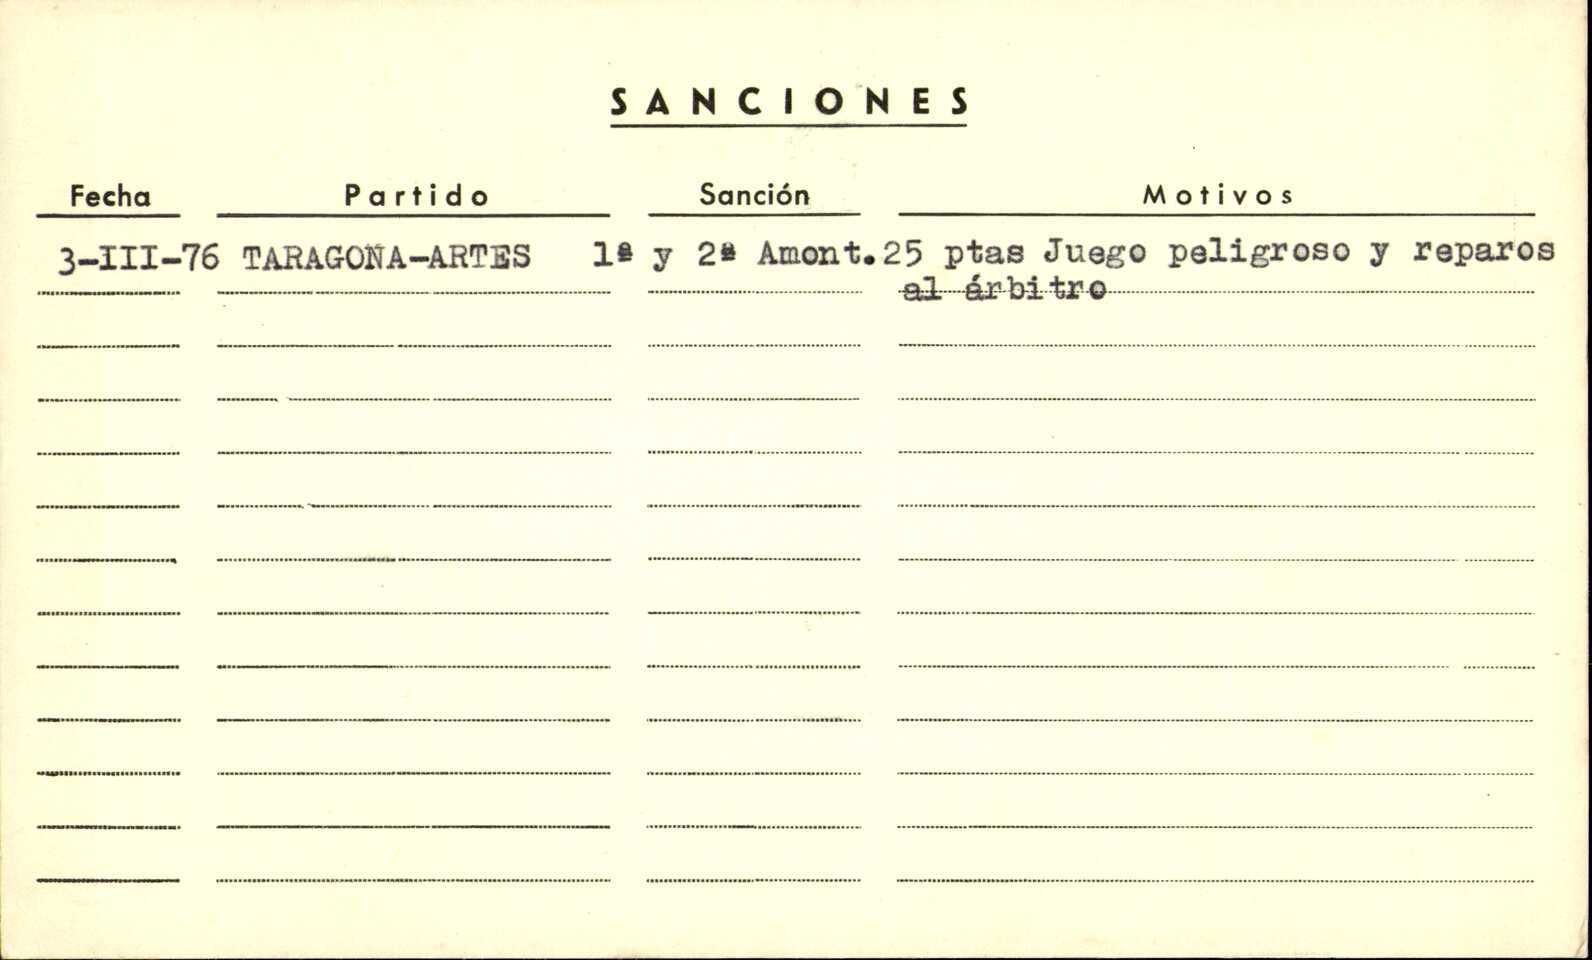 SANCIONES
Fecha Partido Sanción Motivos
3-III-76 TARAGOÑA-ARTES 1ª y 2ª Amont.25 ptas Juego peligroso y reparos
al árbitro